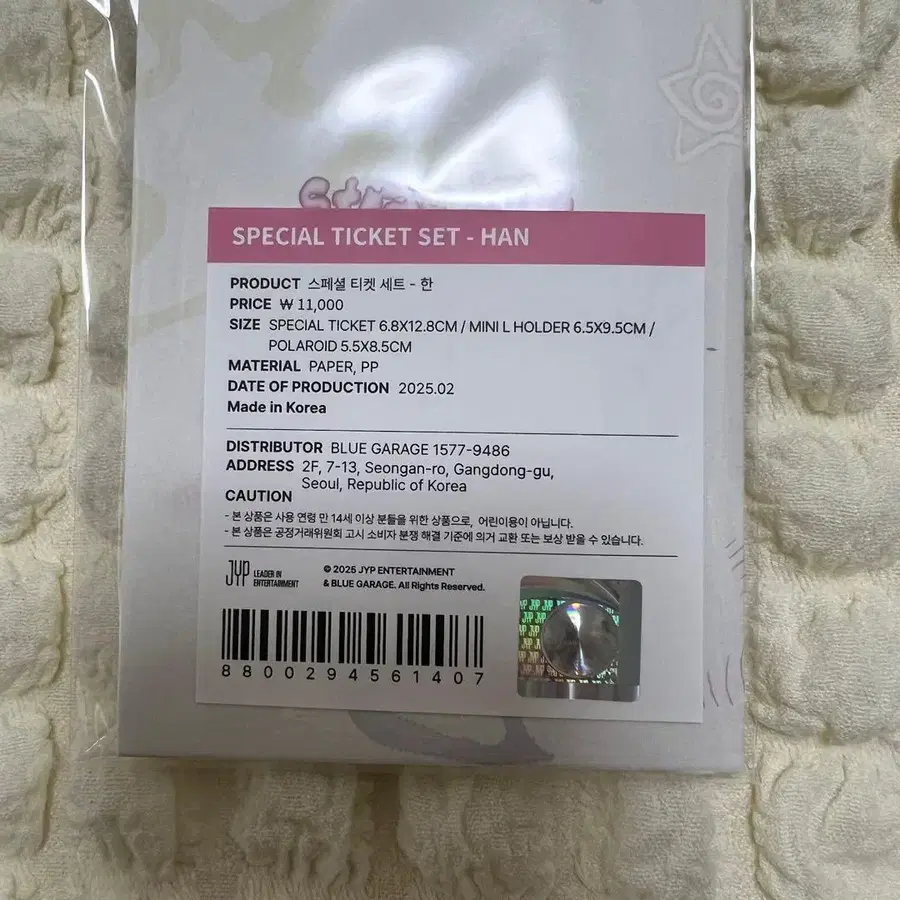 SPECIAL TICKET SET - HAN
PRODUCT 스페셜 티켓 세트 - 한
PRICE ₩ 11,000
SIZE SPECIAL TICKET 6.8X12.8CM / MINI L HOLDER 6.5X9.5CM /
POLAROID 5.5X8.5CM
MATERIAL PAPER, PP
DATE OF PRODUCTION 2025.02
Made in Korea
DISTRIBUTOR BLUE GARAGE 1577-9486
ADDRESS 2F, 7-13, Seongan-ro, Gangdong-gu,
Seoul, Republic of Korea
CAUTION
- 본 상품은 사용 연령 만 14세 이상 분들을 위한 상품으로, 어린이용이 아닙니다.
- 본 상품은 공정거래위원회 고시 소비자 분쟁 해결 기준에 의거 교환 또는 보상 받을 수 있습니다.
JYP LEADER IN
ENTERTAINMENT
© 2025 JYP ENTERTAINMENT
& BLUE GARAGE. All Rights Reserved.
8800294561407